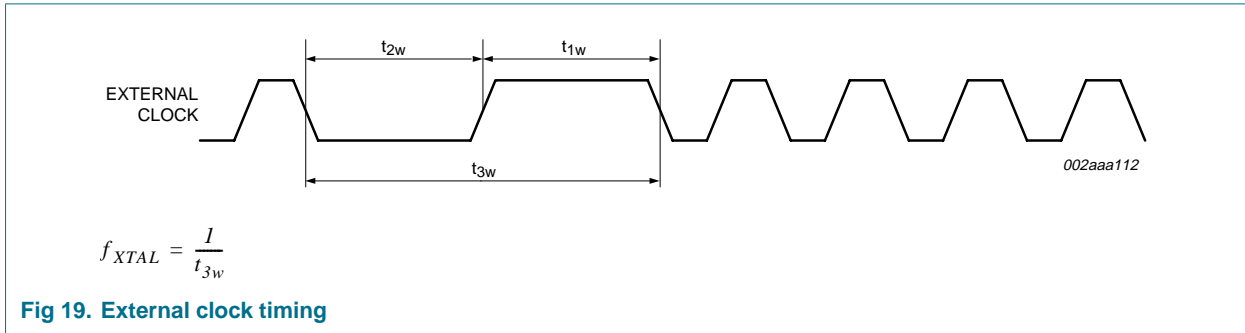 t2w t1w
EXTERNAL
CLOCK
t3w
002aaa112
fXTAL = 1/t3w
Fig 19. External clock timing